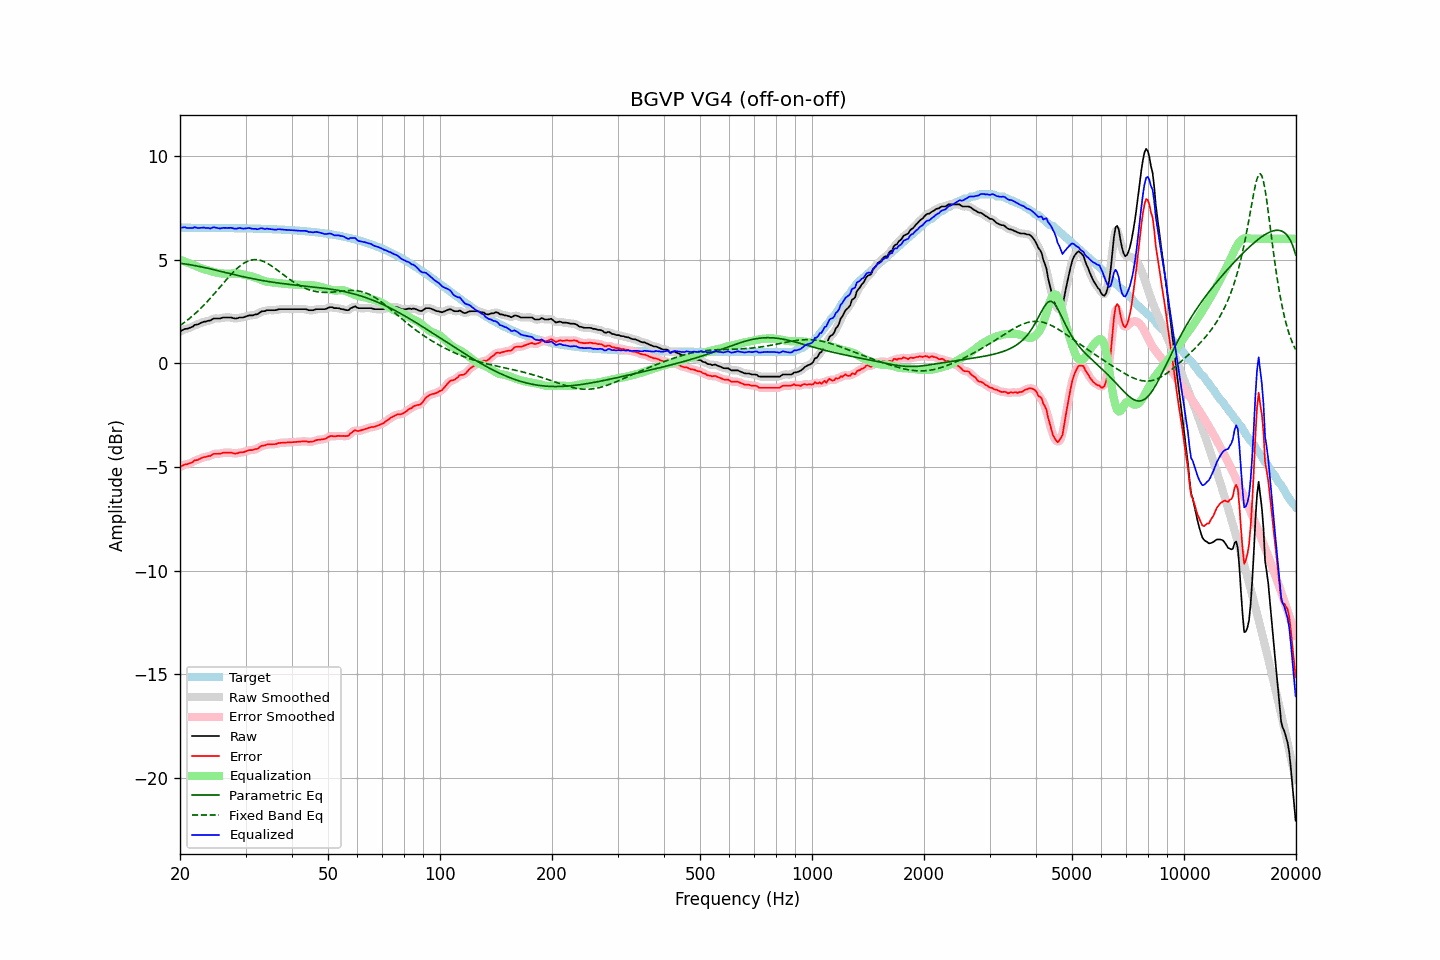 BGVP VG4 (off-on-off)
Amplitude (dBr)
10
5
0
−5
−10
−15
−20
Target
Raw Smoothed
Error Smoothed
Raw
Error
Equalization
Parametric Eq
Fixed Band Eq
Equalized
20 50 100 200 500 1000 2000 5000 10000 20000
Frequency (Hz)